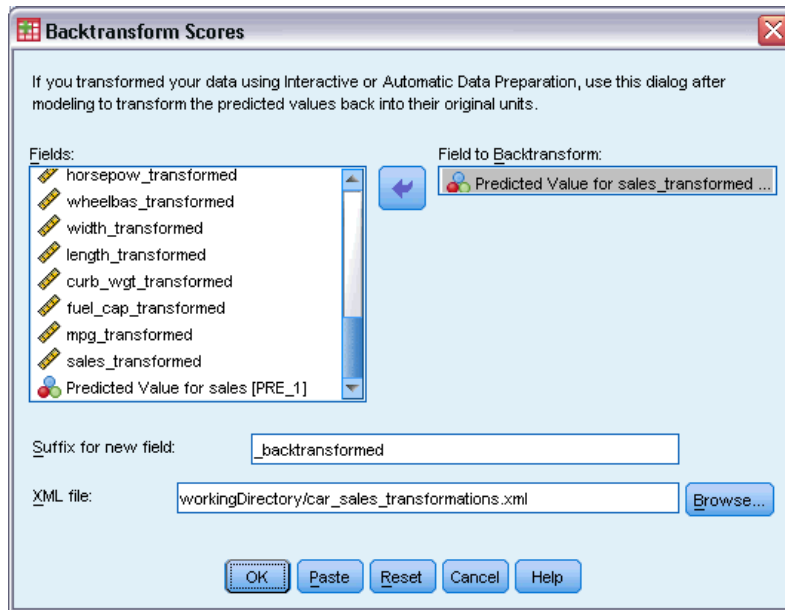 Backtransform Scores
If you transformed your data using Interactive or Automatic Data Preparation, use this dialog after
modeling to transform the predicted values back into their original units.
Fields:
horsepow_transformed
wheelbas_transformed
width_transformed
length_transformed
curb_wgt_transformed
fuel_cap_transformed
mpg_transformed
sales_transformed
Predicted Value for sales [PRE_1]
Field to Backtransform:
Predicted Value for sales_transformed ...
Suffix for new field:
_backtransformed
XML file:
workingDirectory/car_sales_transformations.xml
Browse...
OK Paste Reset Cancel Help